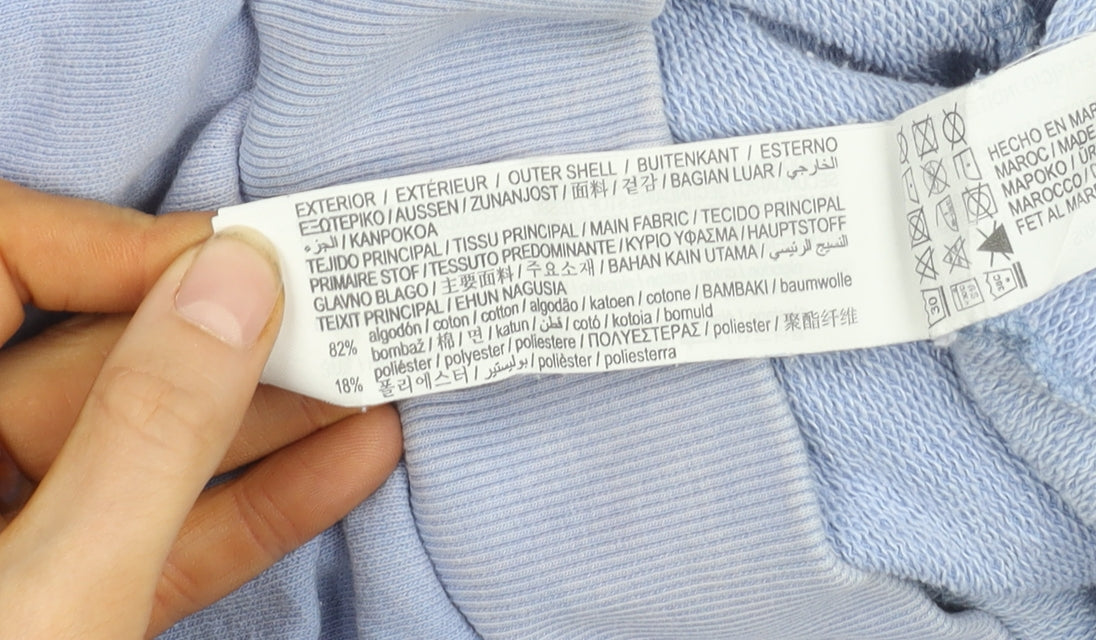 EXTERIOR / EXTÉRIEUR / OUTER SHELL / BUITENKANT / ESTERNO
ΕΞΩΤΕΡΙΚΟ / AUSSEN / ZUNANJOST / 面料 / 겉감 / BAGIAN LUAR / الخارجي
الجزء / KANPOKOA
TEJIDO PRINCIPAL / TISSU PRINCIPAL / MAIN FABRIC / TECIDO PRINCIPAL
PRIMAIRE STOF / TESSUTO PREDOMINANTE / ΚΥΡΙΟ ΥΦΑΣΜΑ / HAUPTSTOFF
GLAVNO BLAGO / 主要面料 / 주요소재 / BAHAN KAIN UTAMA / النسيج الرئيسي
TEIXIT PRINCIPAL / EHUN NAGUSIA
82% algodón / coton / cotton / algodão / katoen / cotone / ΒΑΜΒΑΚΙ / baumwolle
bombaž / 棉 / 면 / katun / قطن / cotó / kotoia / bornuld
18% poliéster / polyester / poliestere / ΠΟΛΥΕΣΤΕΡΑΣ / poliester / 聚酯纤维
폴리에스터 / بوليستير / polièster / poliesterra
HECHO EN MAR
MAROC / MADE
MAROCCO /
FET AL MAR
30